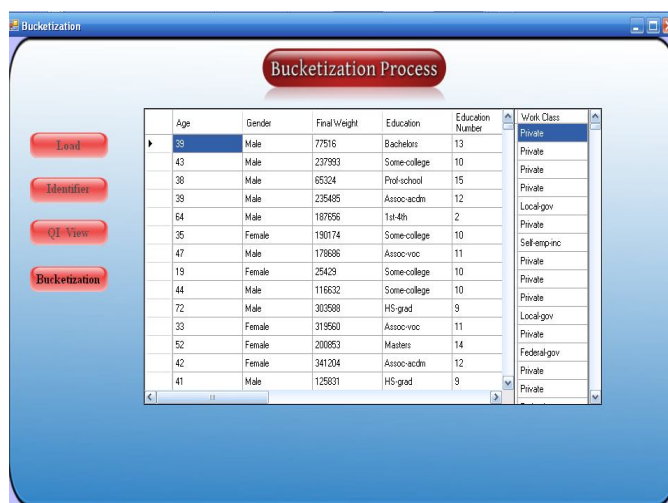 Bucketization
Bucketization Process
Load
Identifier
QI View
Bucketization
Age Gender Final Weight Education Education Number
39 Male 77516 Bachelors 13
43 Male 237993 Some-college 10
38 Male 65324 Prof-school 15
39 Male 235485 Assoc-acdm 12
64 Male 187656 1st-4th 2
35 Female 190174 Some-college 10
47 Male 178686 Assoc-voc 11
19 Female 25429 Some-college 10
44 Male 116632 Some-college 10
72 Male 303588 HS-grad 9
33 Female 319560 Assoc-voc 11
52 Female 200853 Masters 14
42 Female 341204 Assoc-acdm 12
41 Male 125831 HS-grad 9
Work Class
Private
Private
Private
Private
Local-gov
Private
Self-emp-inc
Private
Private
Private
Local-gov
Private
Federal-gov
Private
Private